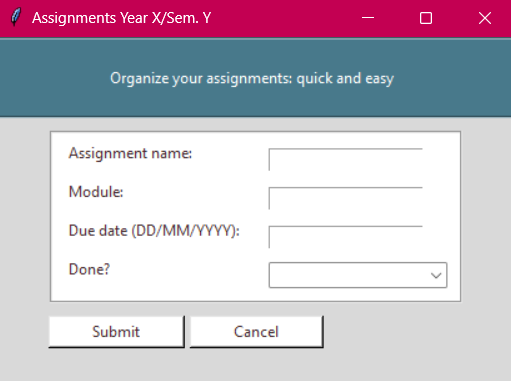 Assignments Year X/Sem. Y
Organize your assignments: quick and easy
Assignment name:
Module:
Due date (DD/MM/YYYY):
Done?
Submit Cancel